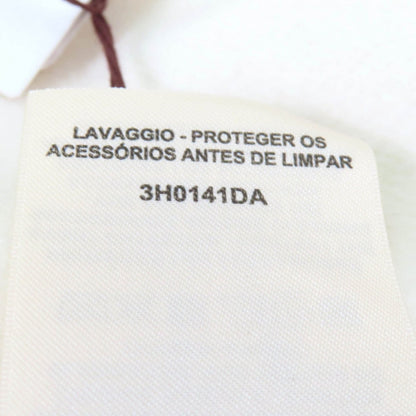 LAVAGGIO - PROTEGER OS
ACESSÓRIOS ANTES DE LIMPAR
3H0141DA